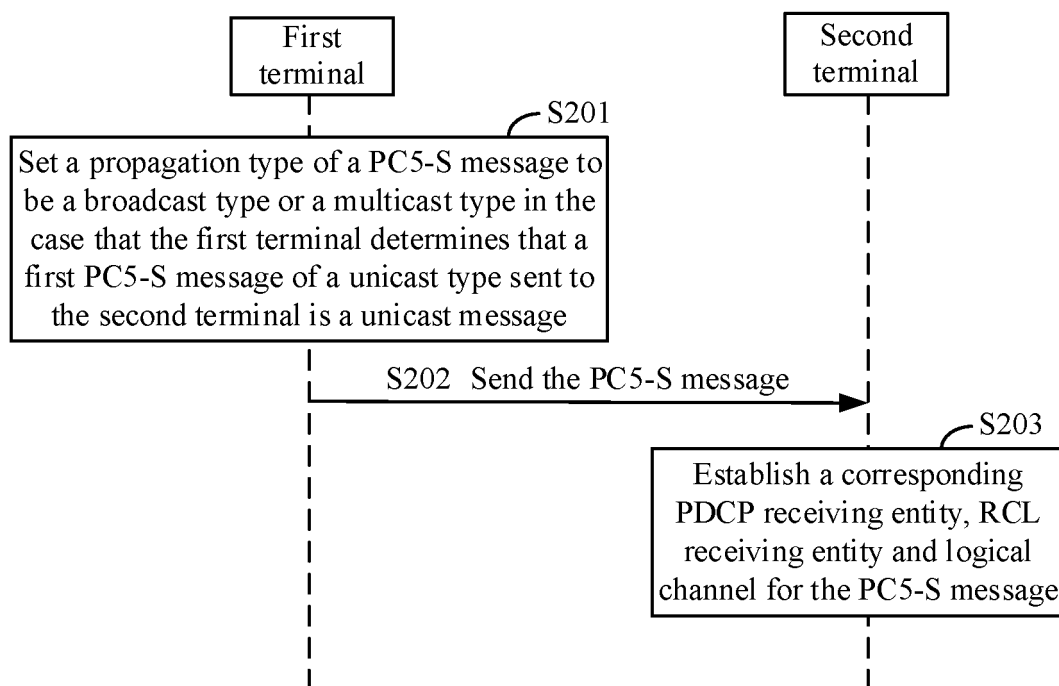 First
terminal
Second
terminal
S201
Set a propagation type of a PC5-S message to
be a broadcast type or a multicast type in the
case that the first terminal determines that a
first PC5-S message of a unicast type sent to
the second terminal is a unicast message
S202 Send the PC5-S message
S203
Establish a corresponding
PDCP receiving entity, RCL
receiving entity and logical
channel for the PC5-S message